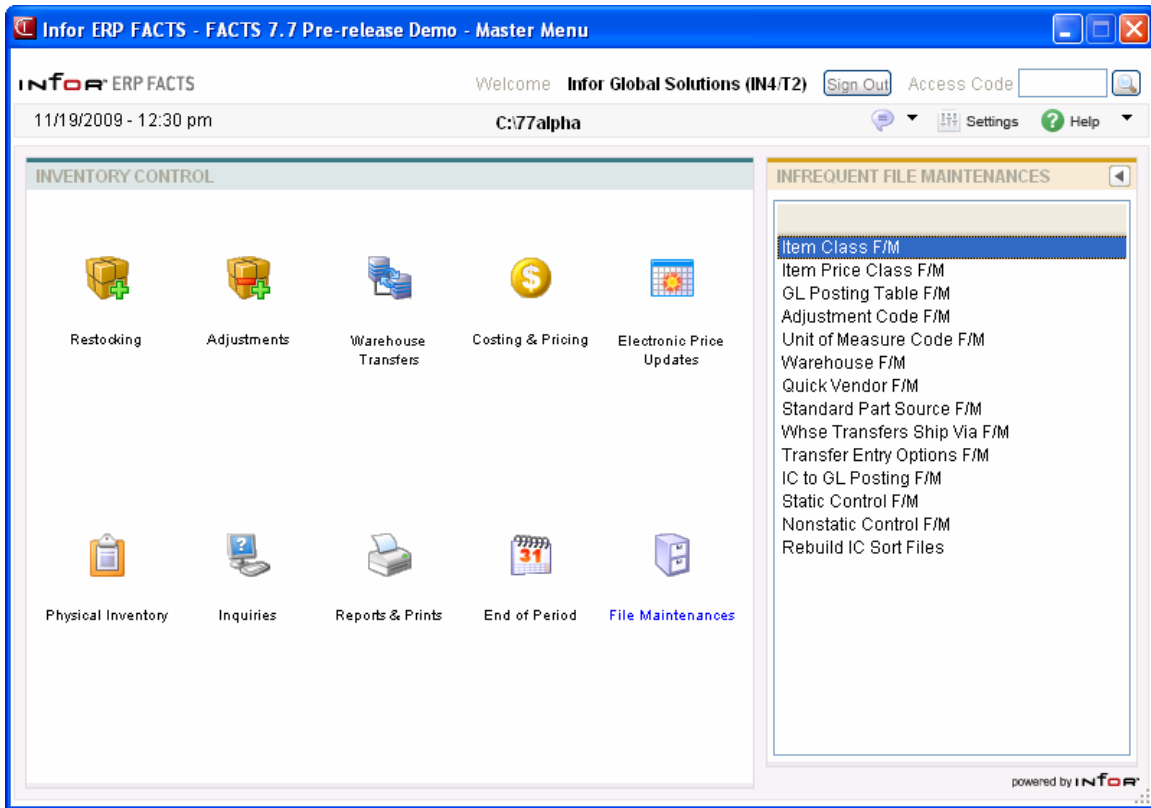 Infor ERP FACTS - FACTS 7.7 Pre-release Demo - Master Menu
infor ERP FACTS
Welcome Infor Global Solutions (IN4/T2) Sign Out Access Code
11/19/2009 - 12:30 pm C:\77alpha Settings ? Help
INVENTORY CONTROL
Restocking
Adjustments
Warehouse
Transfers
$
Costing & Pricing
Electronic Price
Updates
Physical Inventory
?
Inquiries
Reports & Prints
31
End of Period
File Maintenances
INFREQUENT FILE MAINTENANCES
Item Class F/M
Item Price Class F/M
GL Posting Table F/M
Adjustment Code F/M
Unit of Measure Code F/M
Warehouse F/M
Quick Vendor F/M
Standard Part Source F/M
Whse Transfers Ship Via F/M
Transfer Entry Options F/M
IC to GL Posting F/M
Static Control F/M
Nonstatic Control F/M
Rebuild IC Sort Files
powered by infor